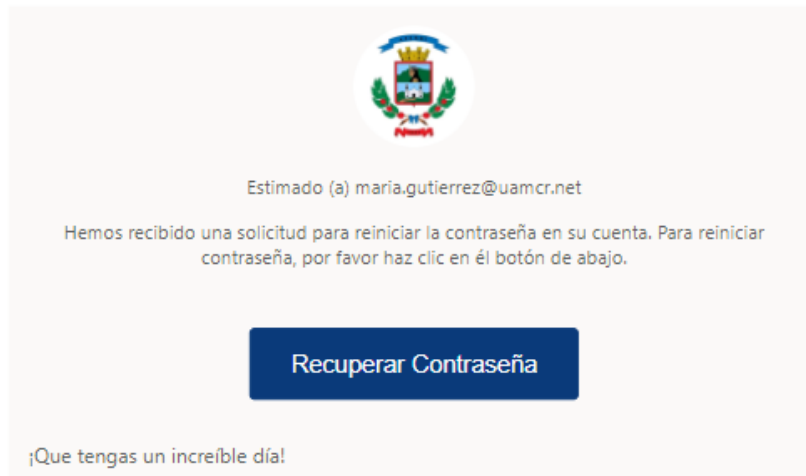 Estimado (a) maria.gutierrez@uamcr.net
Hemos recibido una solicitud para reiniciar la contraseña en su cuenta. Para reiniciar
contraseña, por favor haz clic en él botón de abajo.
Recuperar Contraseña
¡Que tengas un increíble día!